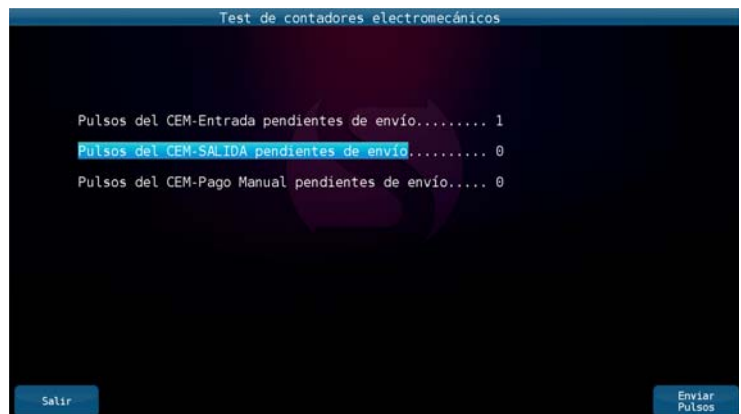 Test de contadores electromecánicos
Pulsos del CEM-Entrada pendientes de envío......... 1
Pulsos del CEM-SALIDA pendientes de envío.......... 0
Pulsos del CEM-Pago Manual pendientes de envío..... 0
Salir
Enviar
Pulsos